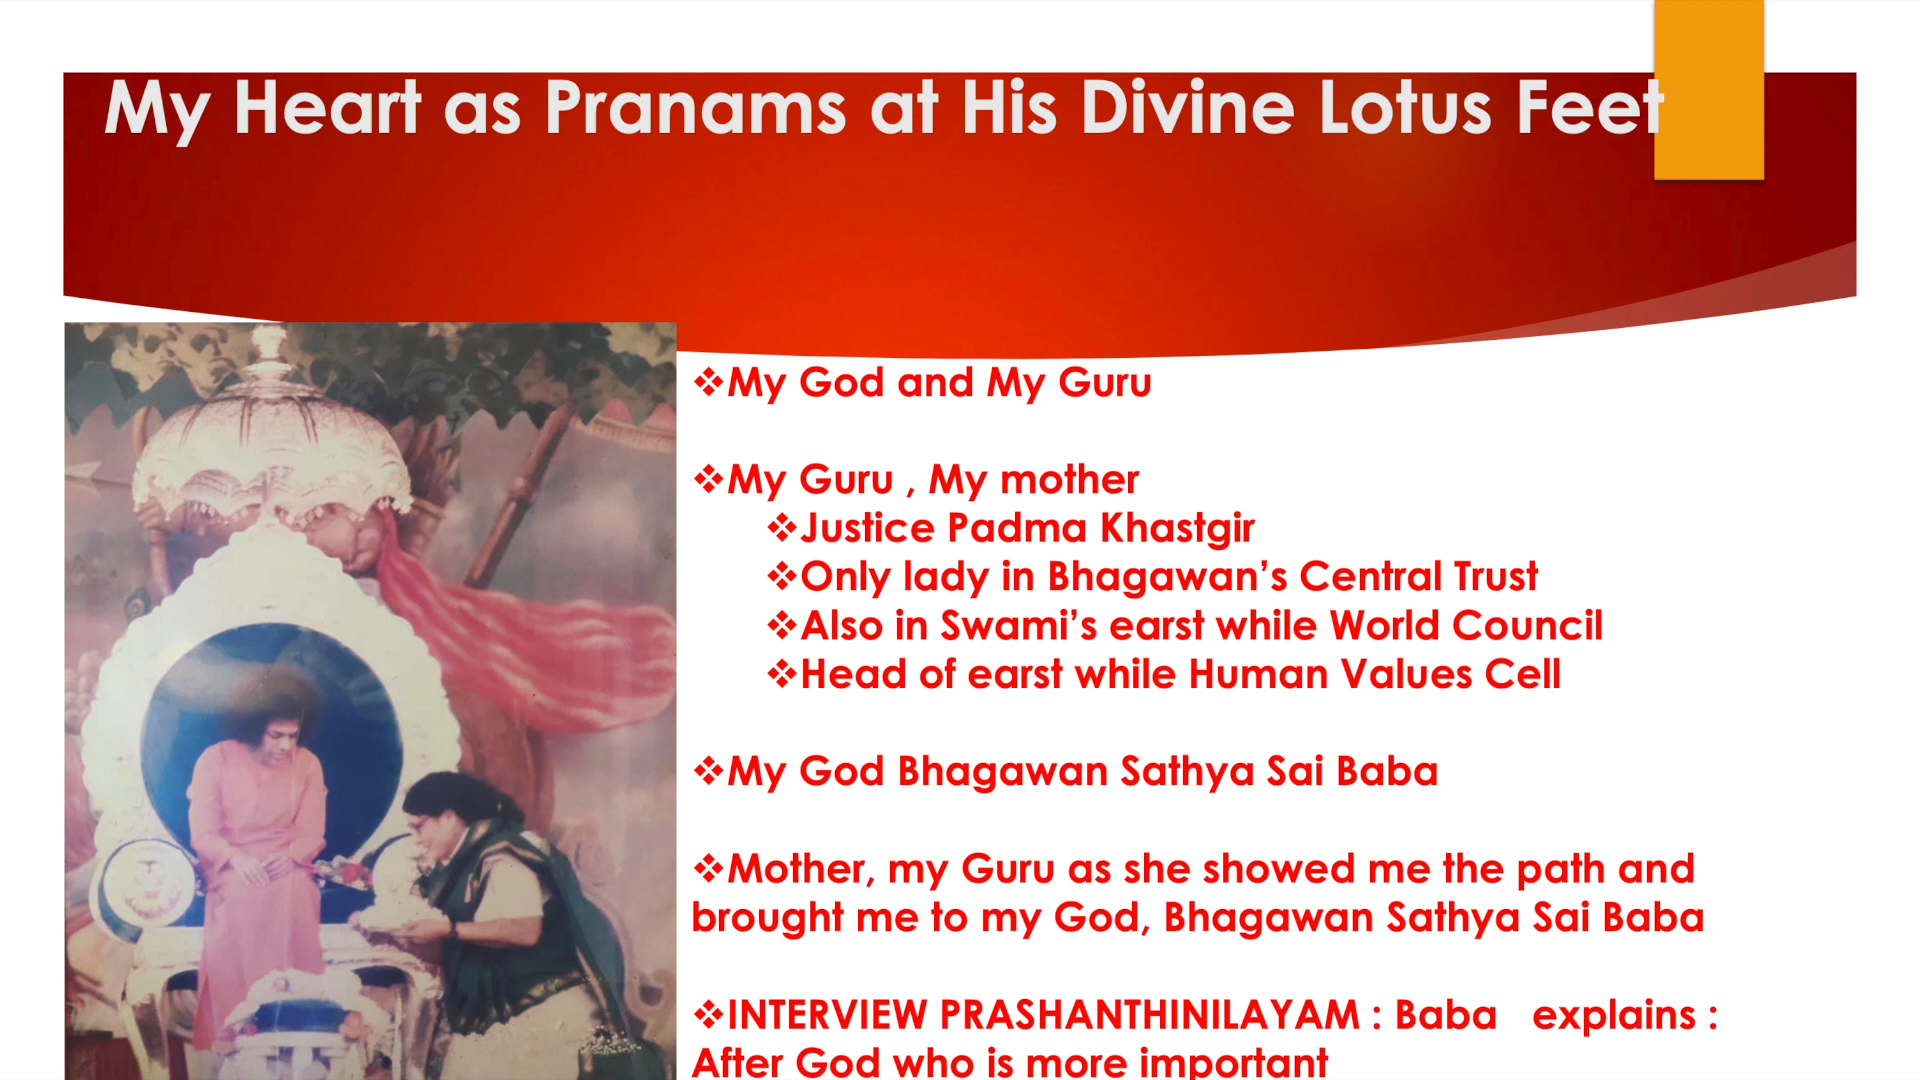 My Heart as Pranams at His Divine Lotus Feet
❖My God and My Guru
❖My Guru , My mother
❖Justice Padma Khastgir
❖Only lady in Bhagawan’s Central Trust
❖Also in Swami’s earst while World Council
❖Head of earst while Human Values Cell
❖My God Bhagawan Sathya Sai Baba
❖Mother, my Guru as she showed me the path and
brought me to my God, Bhagawan Sathya Sai Baba
❖INTERVIEW PRASHANTHINILAYAM : Baba explains :
After God who is more important